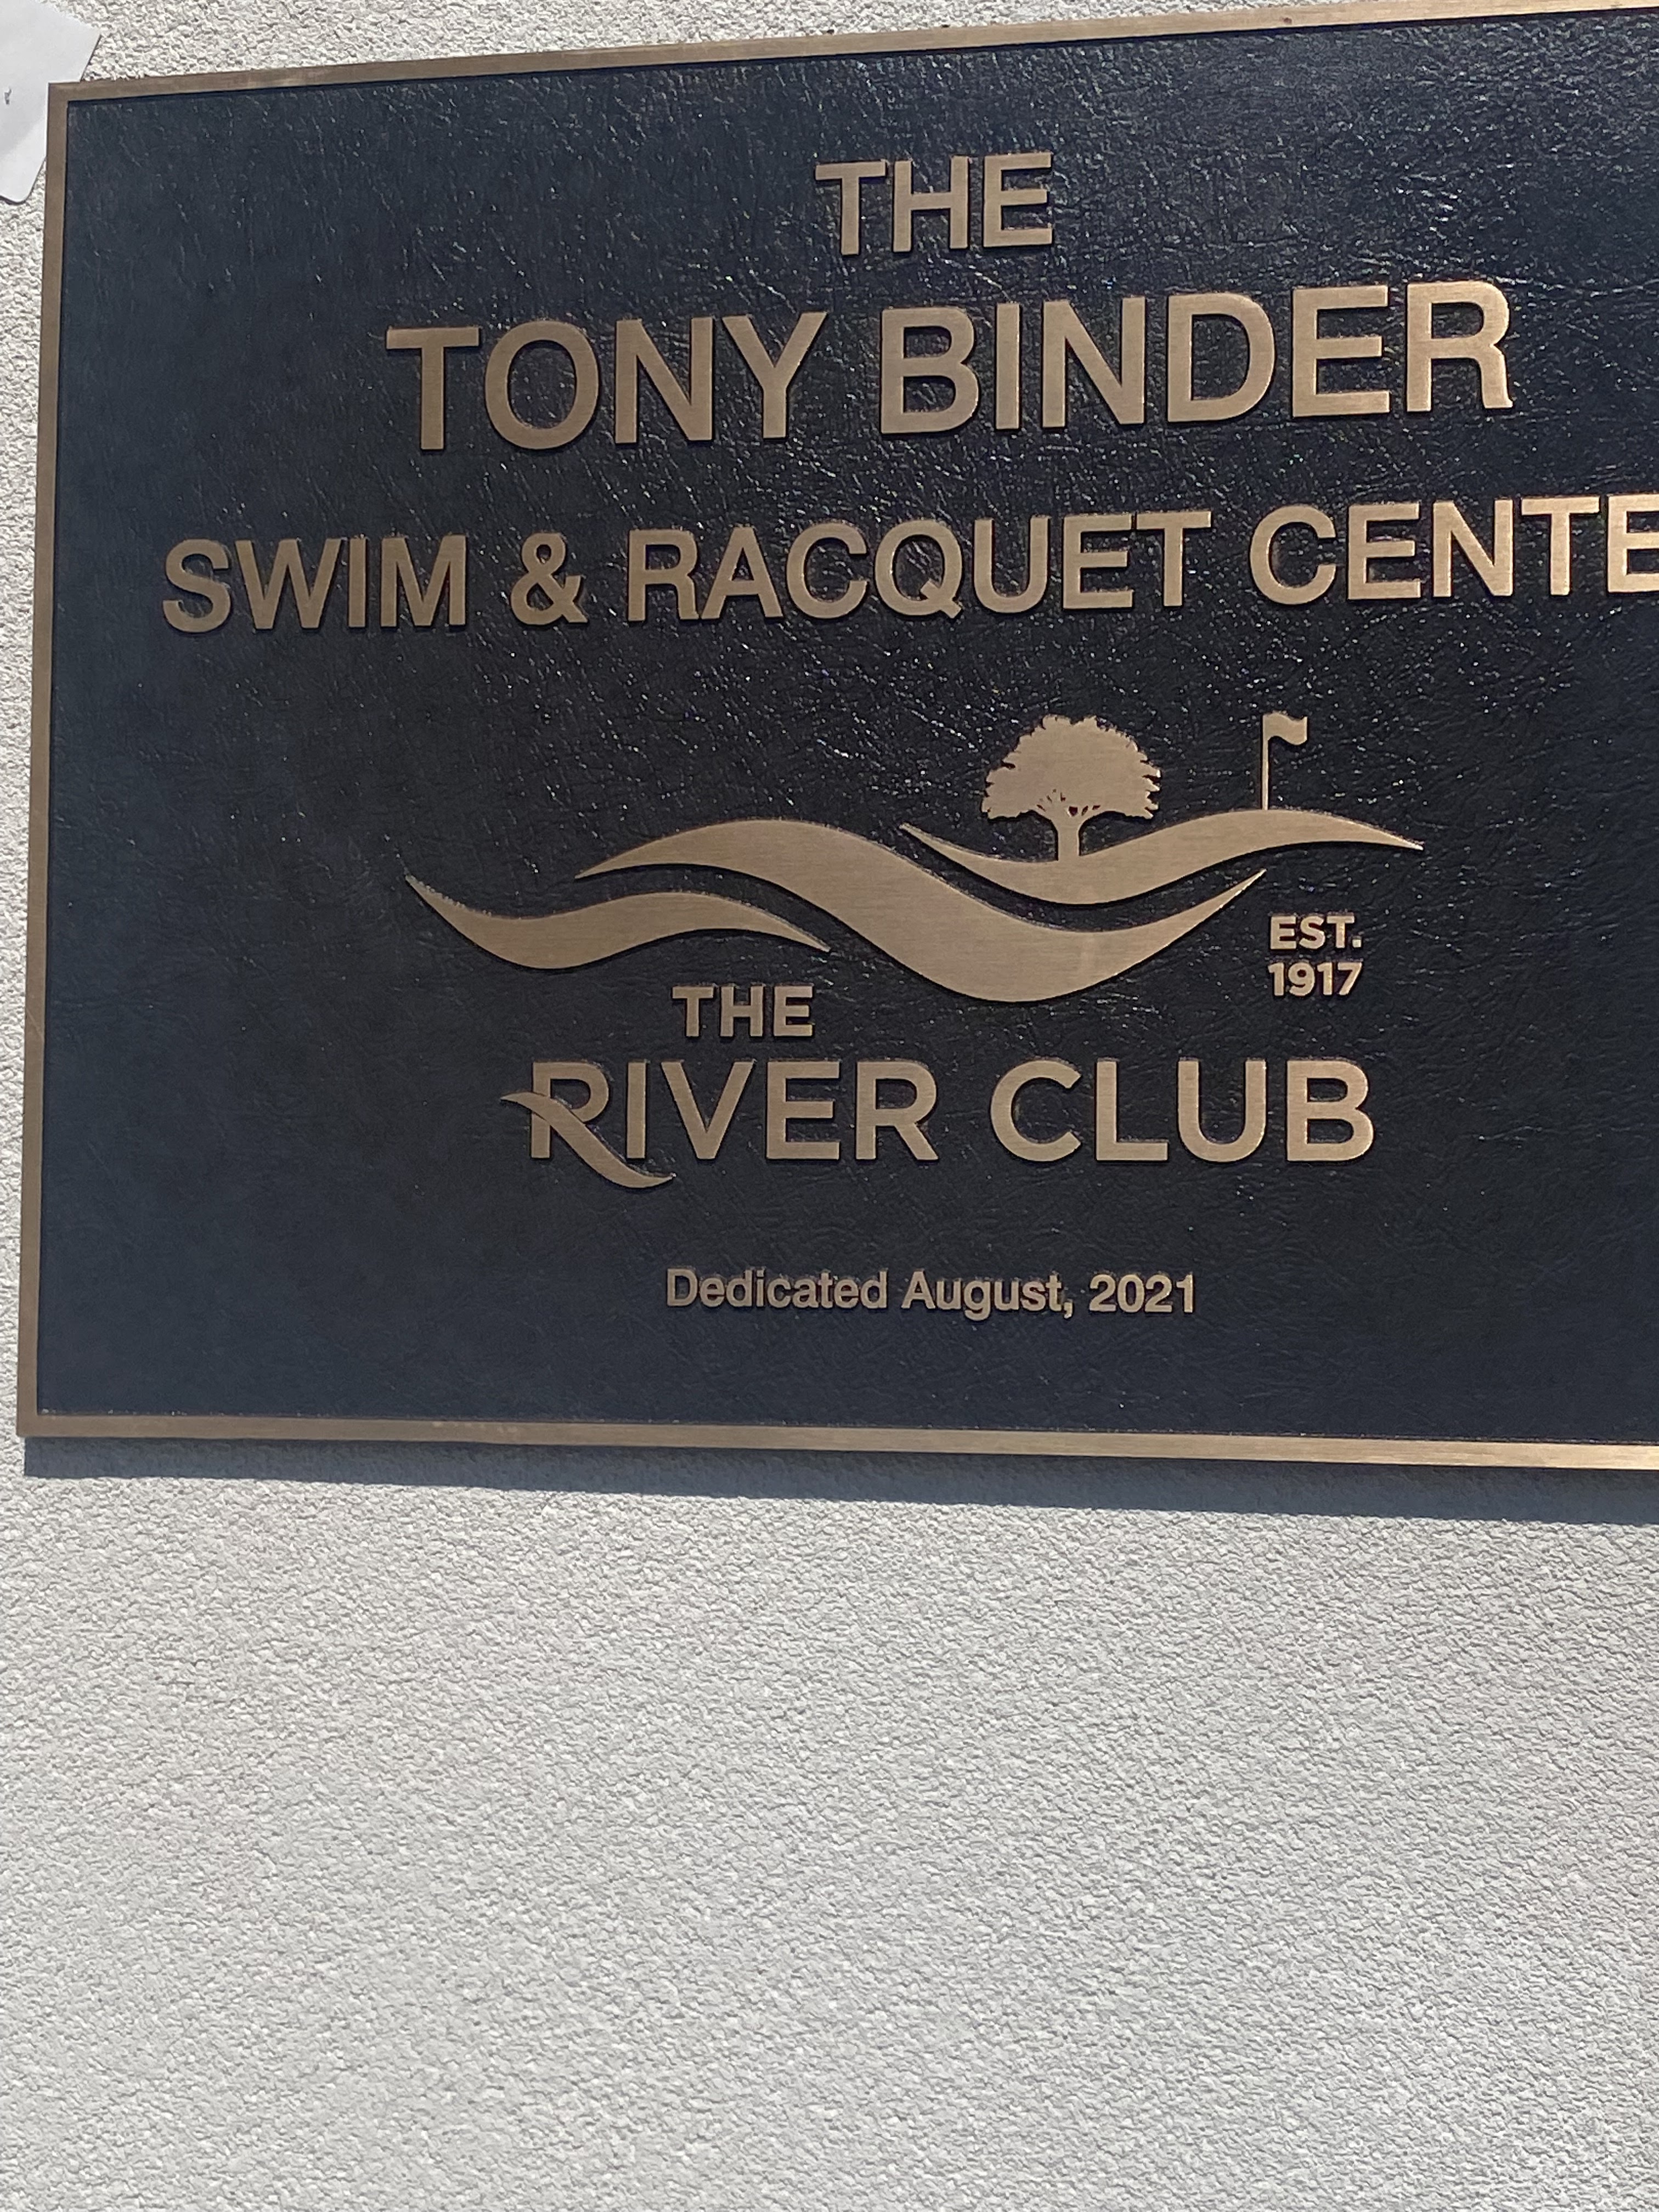 THE
TONY BINDER
SWIM & RACQUET CENTE
EST.
1917
THE
RIVER CLUB
Dedicated August, 2021